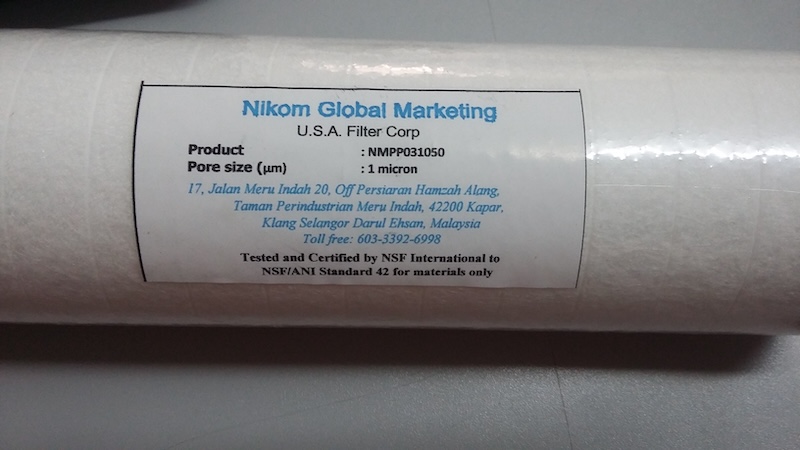 Nikom Global Marketing
U.S.A. Filter Corp
Product : NMPP031050
Pore size (µm) : 1 micron
17, Jalan Meru Indah 20, Off Persiaran Hamzah Alang,
Taman Perindustrian Meru Indah, 42200 Kapar,
Klang Selangor Darul Ehsan, Malaysia
Toll free: 603-3392-6998
Tested and Certified by NSF International to
NSF/ANI Standard 42 for materials only